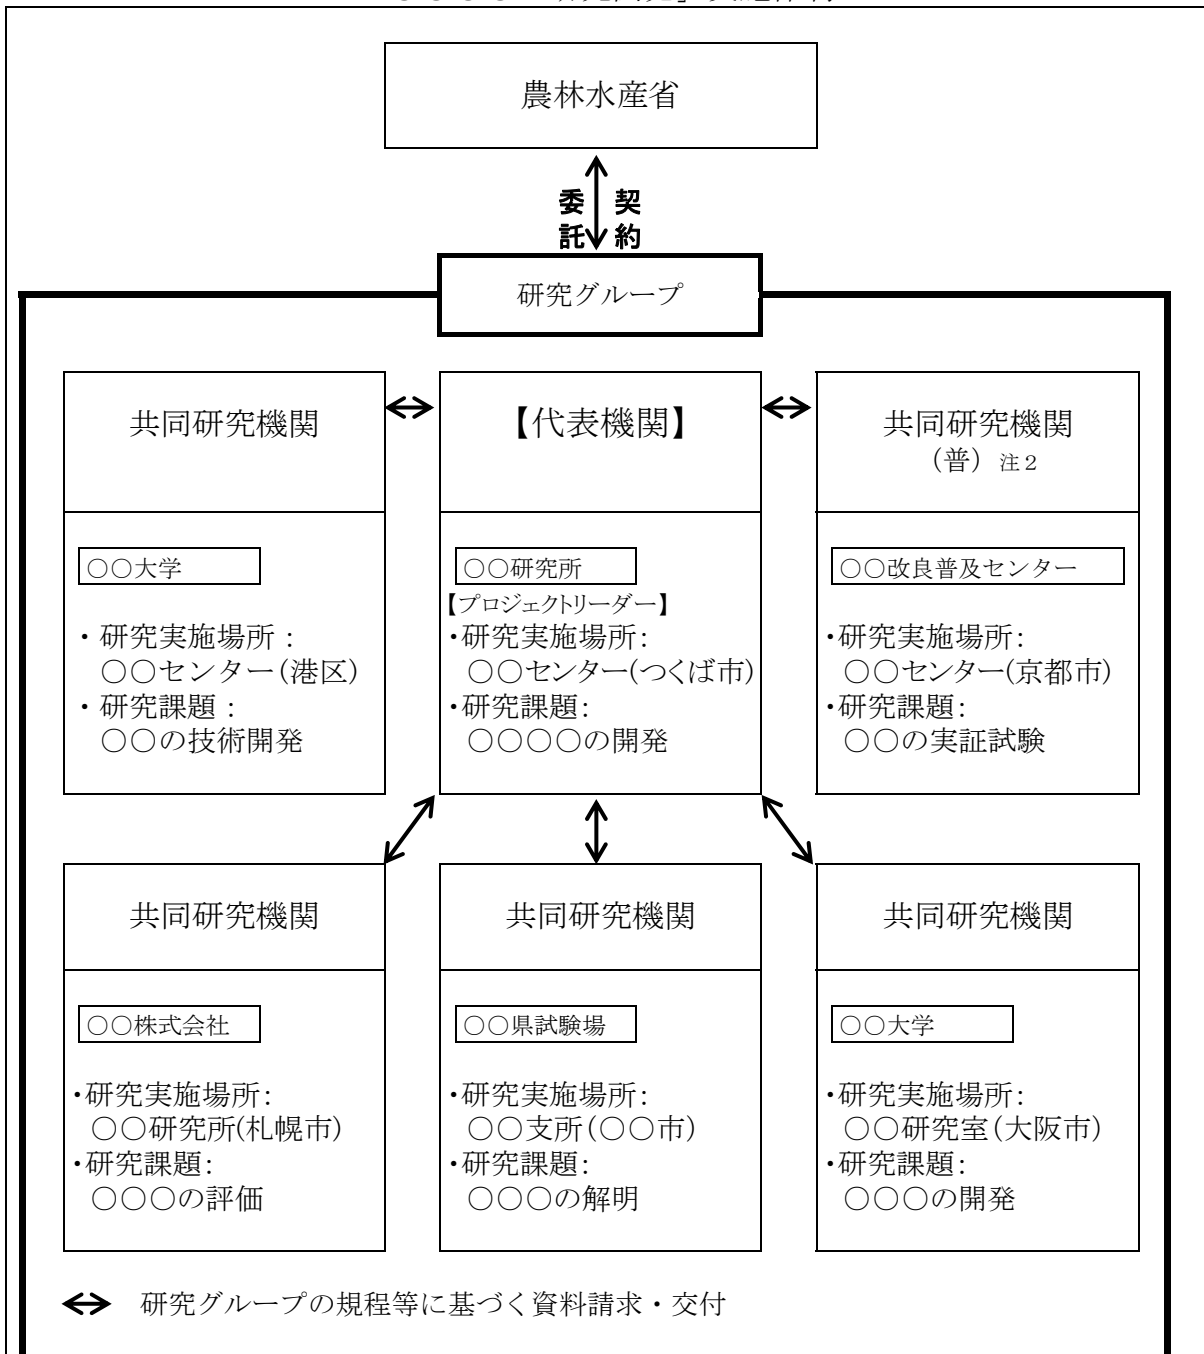 農林水産省
委 契
託 約
研究グループ
共同研究機関
【代表機関】
共同研究機関
（普）注２
○○大学
・研究実施場所：
○○センター（港区）
・研究課題：
○○の技術開発
○○研究所
【プロジェクトリーダー】
・研究実施場所：
○○センター(つくば市)
・研究課題：
○○○○の開発
○○改良普及センター
・研究実施場所：
○○センター(京都市)
・研究課題：
○○の実証試験
共同研究機関
共同研究機関
共同研究機関
○○株式会社
・研究実施場所：
○○研究所(札幌市)
・研究課題：
○○○の評価
○○県試験場
・研究実施場所：
○○支所（○○市）
・研究課題：
○○○の解明
○○大学
・研究実施場所：
○○研究室（大阪市）
・研究課題：
○○○の開発
研究グループの規程等に基づく資料請求・交付